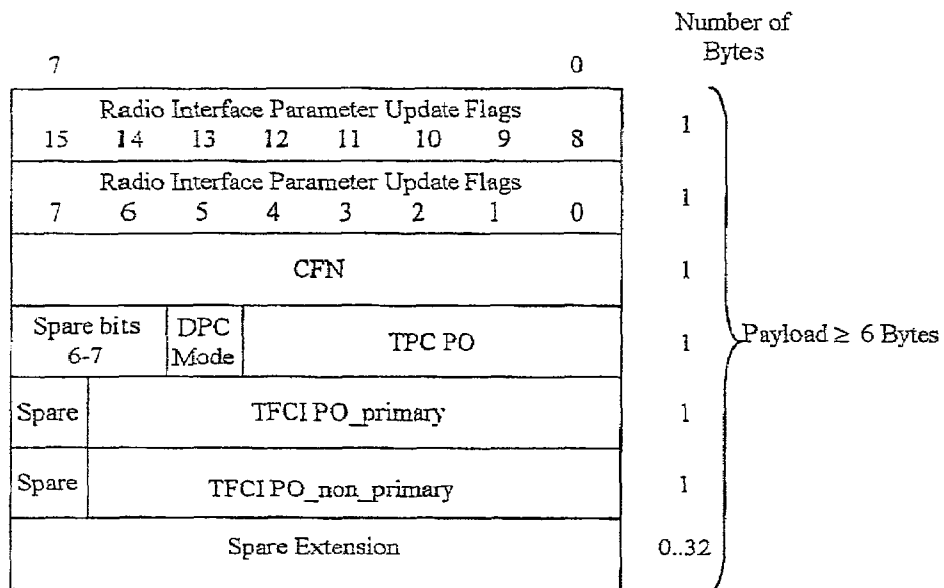 Number of
Bytes
7 0
Radio Interface Parameter Update Flags
15 14 13 12 11 10 9 8
1
Radio Interface Parameter Update Flags
7 6 5 4 3 2 1 0
1
CFN
1
Spare bits
6-7
DPC
Mode
TPC PO
1
Payload ≥ 6 Bytes
Spare
TFCI PO_primary
1
Spare
TFCI PO_non_primary
1
Spare Extension
0..32